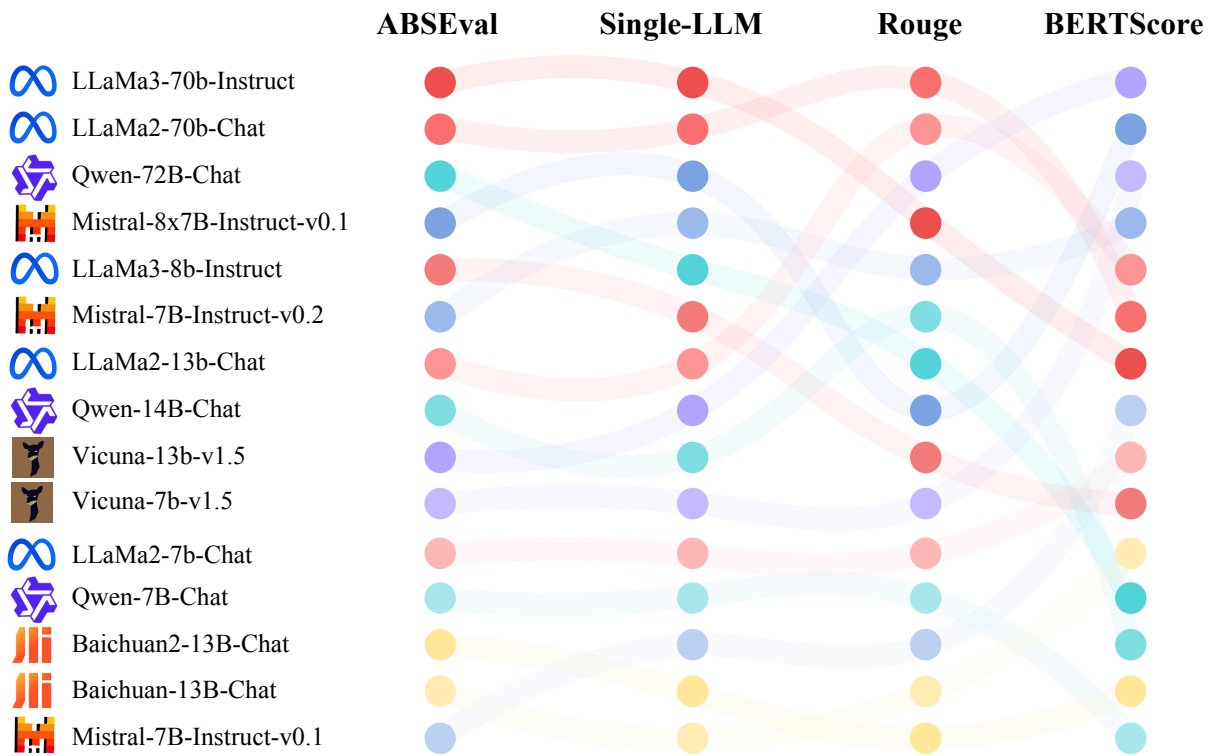 ABSEval Single-LLM Rouge BERTScore
LLaMa3-70b-Instruct
LLaMa2-70b-Chat
Qwen-72B-Chat
Mistral-8x7B-Instruct-v0.1
LLaMa3-8b-Instruct
Mistral-7B-Instruct-v0.2
LLaMa2-13b-Chat
Qwen-14B-Chat
Vicuna-13b-v1.5
Vicuna-7b-v1.5
LLaMa2-7b-Chat
Qwen-7B-Chat
Baichuan2-13B-Chat
Baichuan-13B-Chat
Mistral-7B-Instruct-v0.1